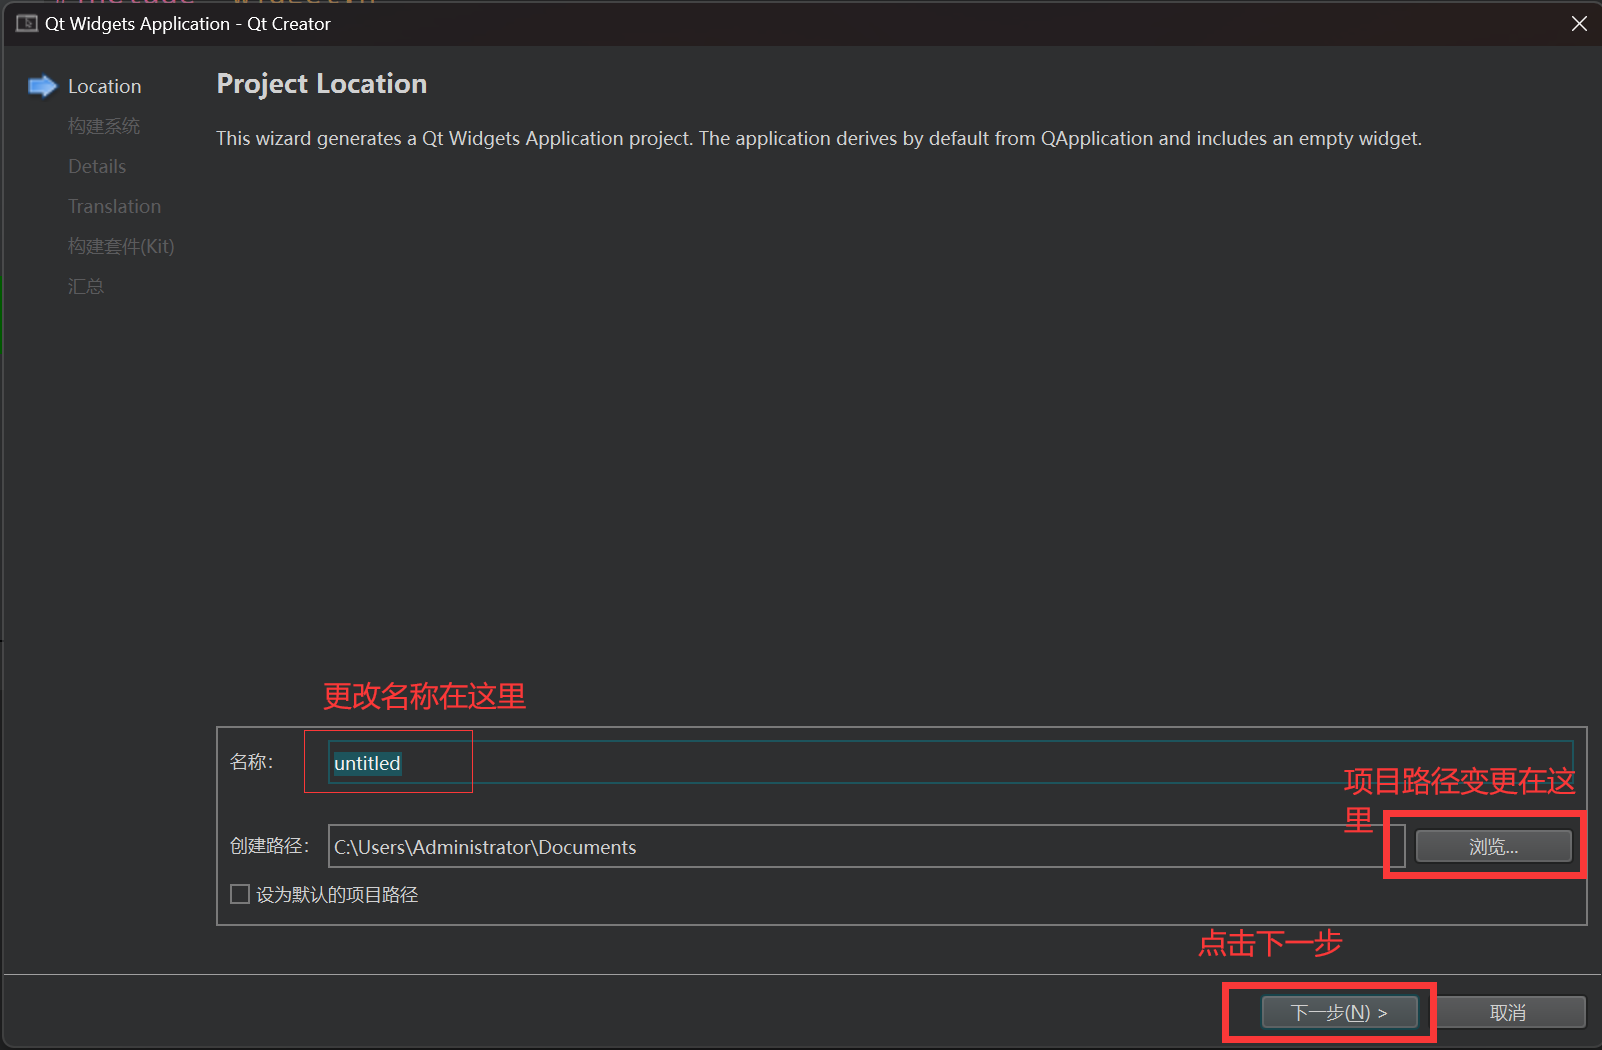 Qt Widgets Application - Qt Creator
Location
构建系统
Details
Translation
构建套件(Kit)
汇总
Project Location
This wizard generates a Qt Widgets Application project. The application derives by default from QApplication and includes an empty widget.
更改名称在这里
名称：
untitled
项目路径变更在这
里
创建路径：
C:\Users\Administrator\Documents
浏览...
设为默认的项目路径
点击下一步
下一步(N) >
取消